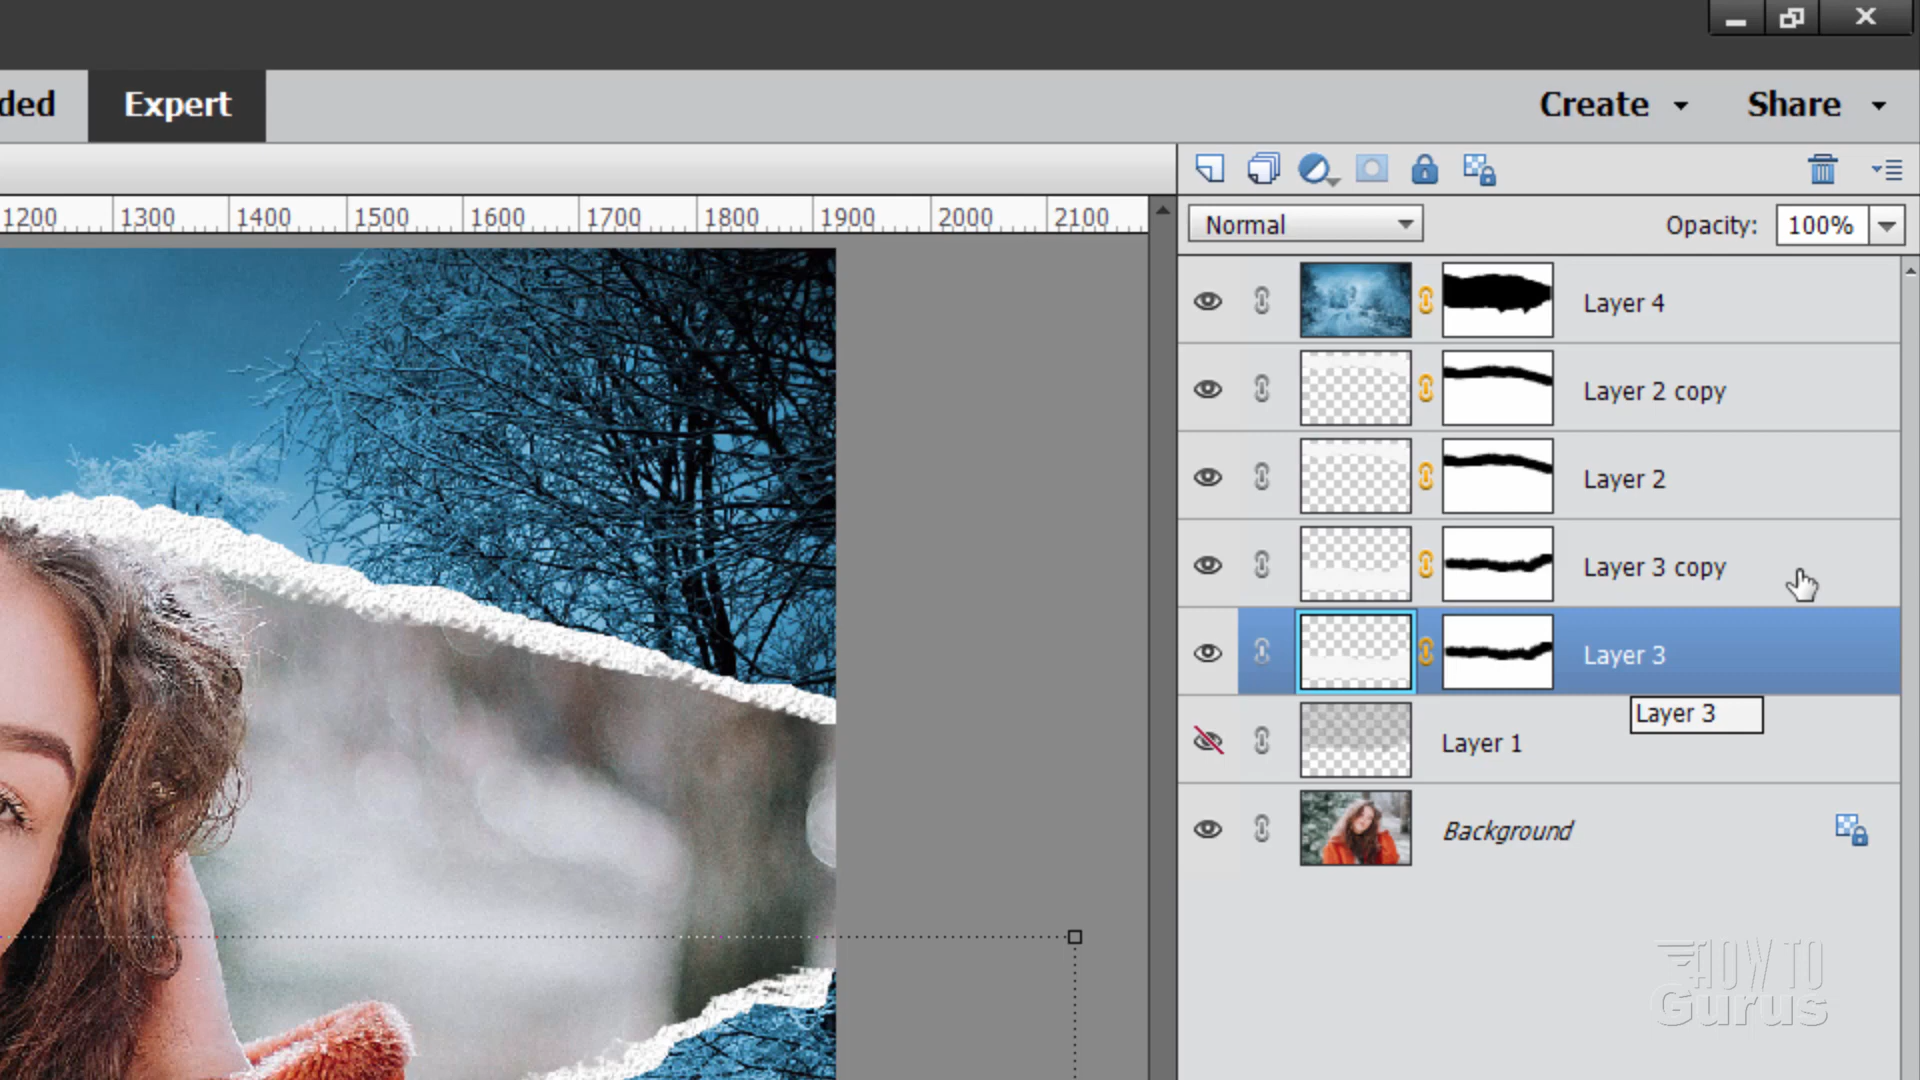 ded
Expert
Create
Share
1200 1300 1400 1500 1600 1700 1800 1900 2000 2100
Normal
Opacity: 100%
Layer 4
Layer 2 copy
Layer 2
Layer 3 copy
Layer 3
Layer 3
Layer 1
Background
HOW TO
Gurus